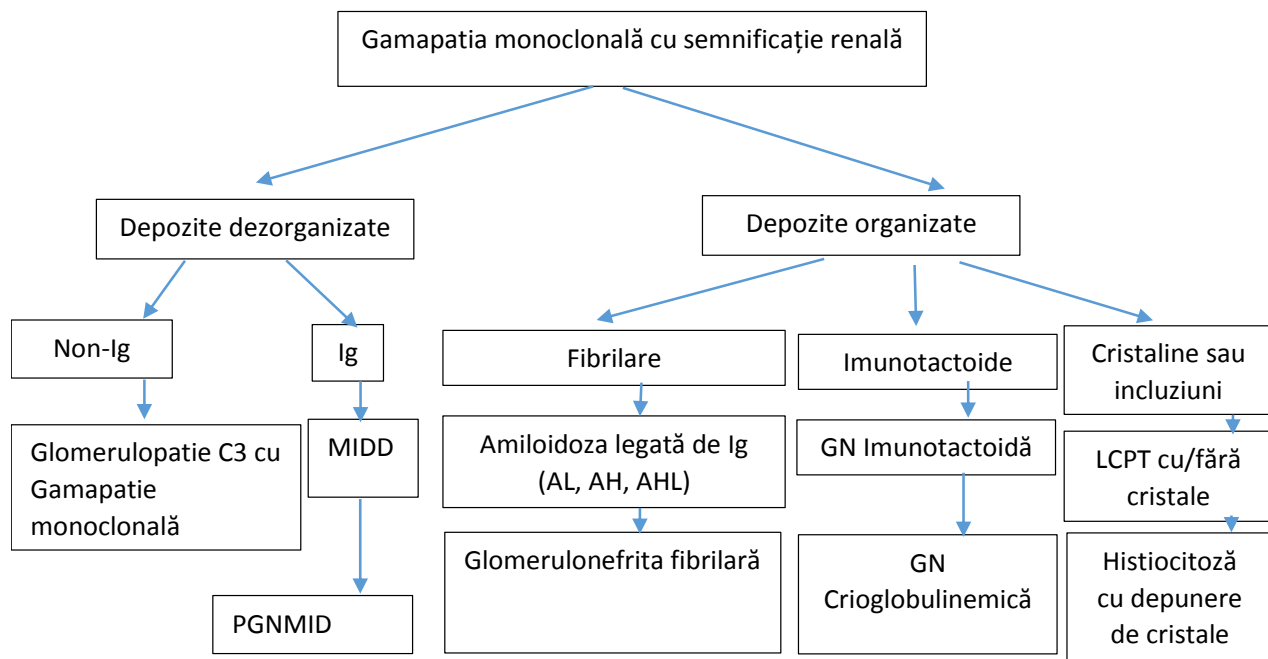 Gamapatia monoclonală cu semnificație renală
Depozite dezorganizate
Depozite organizate
Non-Ig
Ig
Fibrilare
Imunotactoide
Cristaline sau
incluziuni
Glomerulopatie C3 cu
Gamapatie
monoclonală
MIDD
Amiloidoza legată de Ig
(AL, AH, AHL)
GN Imunotactoidă
LCPT cu/fără
cristale
PGNMID
Glomerulonefrita fibrilară
GN
Crioglobulinemică
Histiocitoză
cu depunere
de cristale